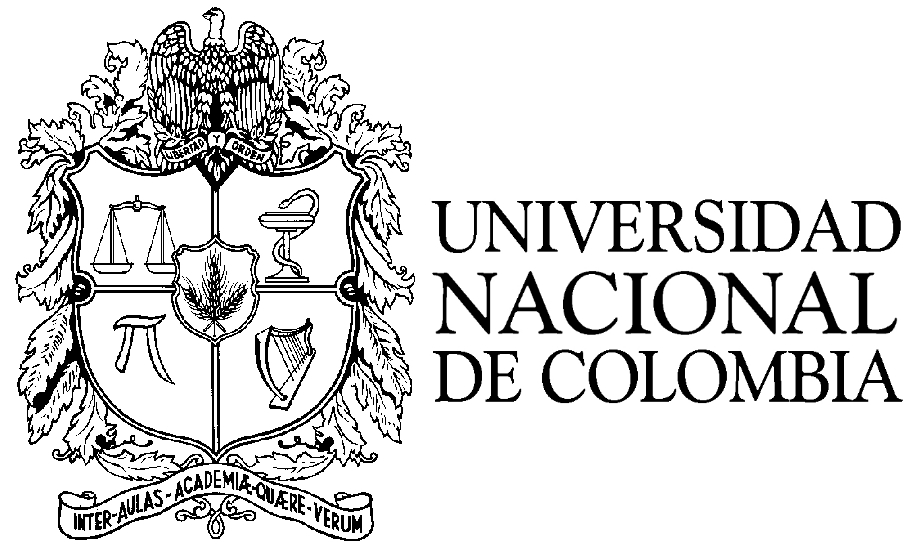 LIBERTAD Y ORDEN
INTER-AULAS-ACADEMIÆ-QUÆRE-VERUM
UNIVERSIDAD
NACIONAL
DE COLOMBIA